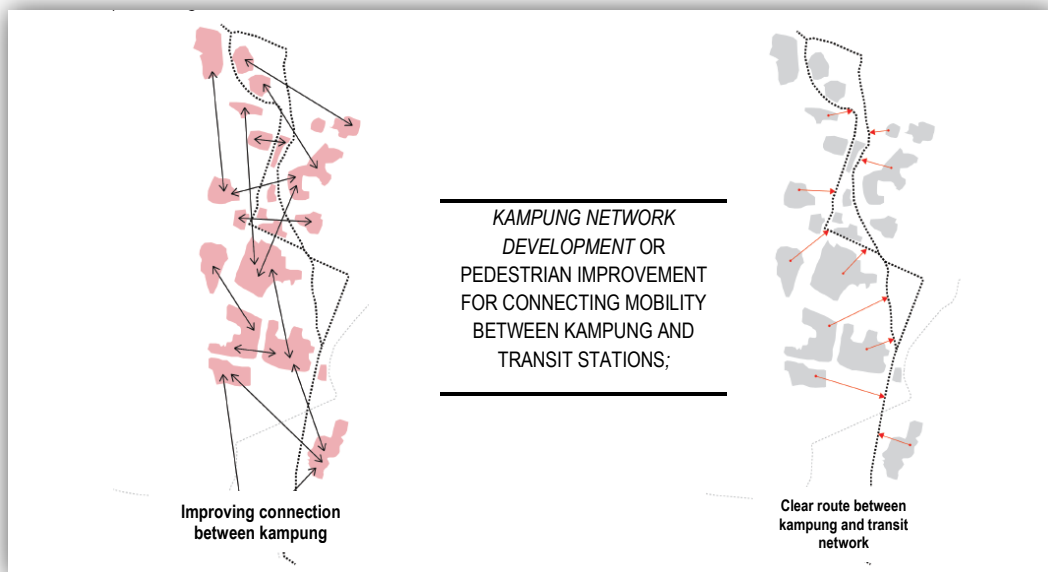 KAMPUNG NETWORK
DEVELOPMENT OR
PEDESTRIAN IMPROVEMENT
FOR CONNECTING MOBILITY
BETWEEN KAMPUNG AND
TRANSIT STATIONS;
Improving connection
between kampung
Clear route between
kampung and transit
network